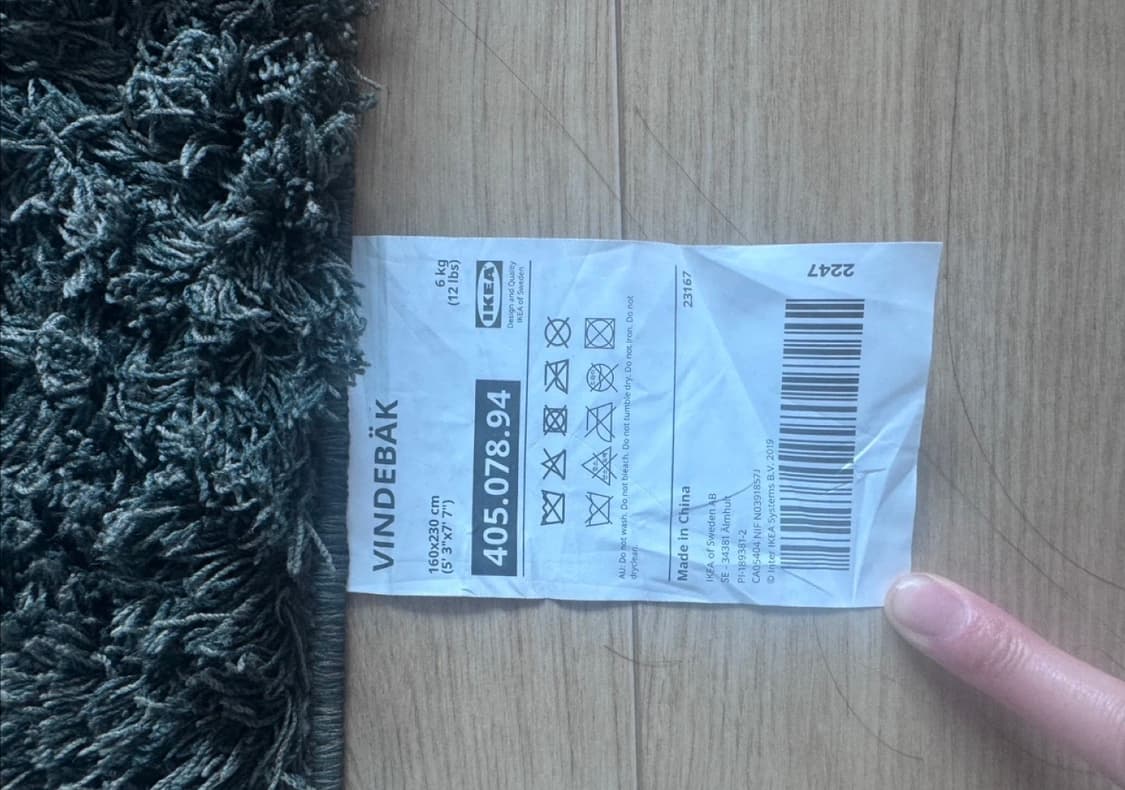 VINDEBÄK
160x230 cm
(5' 3"x7' 7")
6 kg
(12 lbs)
405.078.94
IKEA
Design and Quality
IKEA of Sweden
AU: Do not wash. Do not bleach. Do not tumble dry. Do not iron. Do not
dryclean.
Made in China
23167
IKEA of Sweden AB
SE - 34381 Älmhult
PI-189381-2
CA05404 NIF N0391857J
© Inter IKEA Systems B.V. 2019
2247